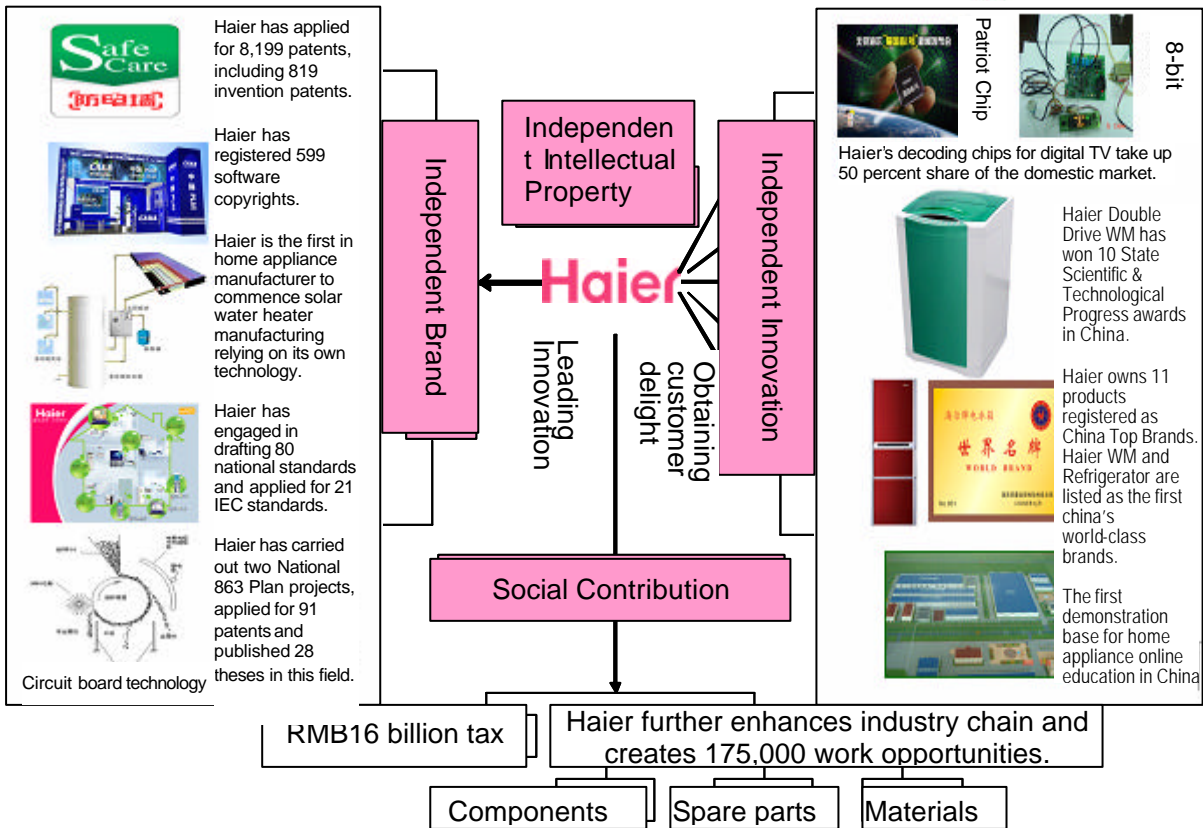 Safe
Care
防电墙
Haier has applied
for 8,199 patents,
including 819
invention patents.
Haier has
registered 599
software
copyrights.
Haier is the first in
home appliance
manufacturer to
commence solar
water heater
manufacturing
relying on its own
technology.
Haier
Haier has
engaged in
drafting 80
national standards
and applied for 21
IEC standards.
Haier has carried
out two National
863 Plan projects,
applied for 91
patents and
published 28
theses in this field.
Circuit board technology
Independent Brand
Independen
t Intellectual
Property
Haier
Leading
Innovation
Obtaining
customer
delight
Independent Innovation
Social Contribution
RMB16 billion tax
Haier further enhances industry chain and
creates 175,000 work opportunities.
Components
Spare parts
Materials
Patriot Chip
8-bit
Haier's decoding chips for digital TV take up
50 percent share of the domestic market.
Haier Double
Drive WM has
won 10 State
Scientific &
Technological
Progress awards
in China.
世界名牌
WORLD BRAND
Haier owns 11
products
registered as
China Top Brands.
Haier WM and
Refrigerator are
listed as the first
china's
world-class
brands.
The first
demonstration
base for home
appliance online
education in China